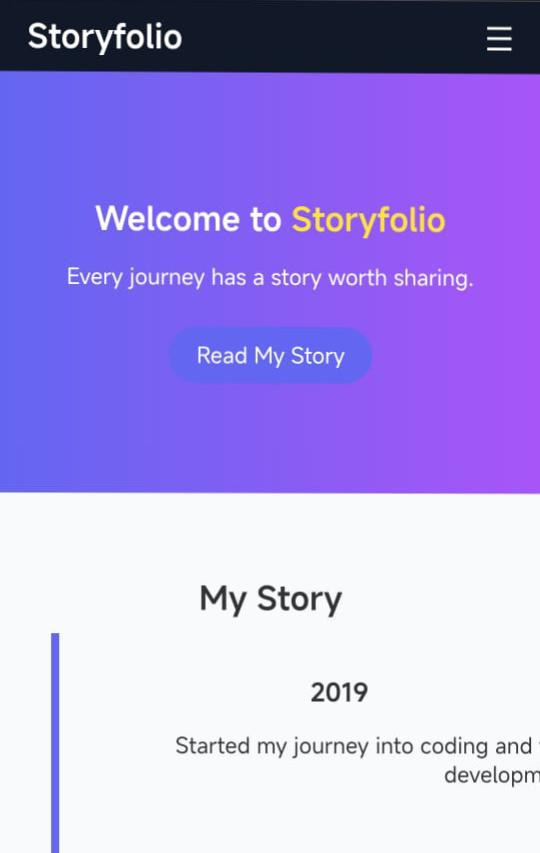 Storyfolio
Welcome to Storyfolio
Every journey has a story worth sharing.
Read My Story
My Story
2019
Started my journey into coding and